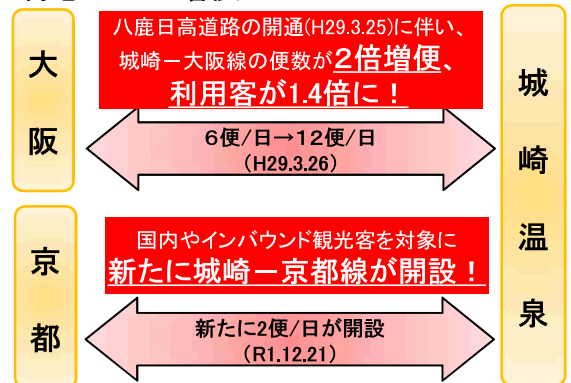 八鹿日高道路の開通(H29.3.25)に伴い、
城崎－大阪線の便数が2倍増便、
利用客が1.4倍に！
大阪
6便/日→12便/日
(H29.3.26)
城崎温泉
国内やインバウンド観光客を対象に
新たに城崎－京都線が開設！
京都
新たに2便/日が開設
(R1.12.21)